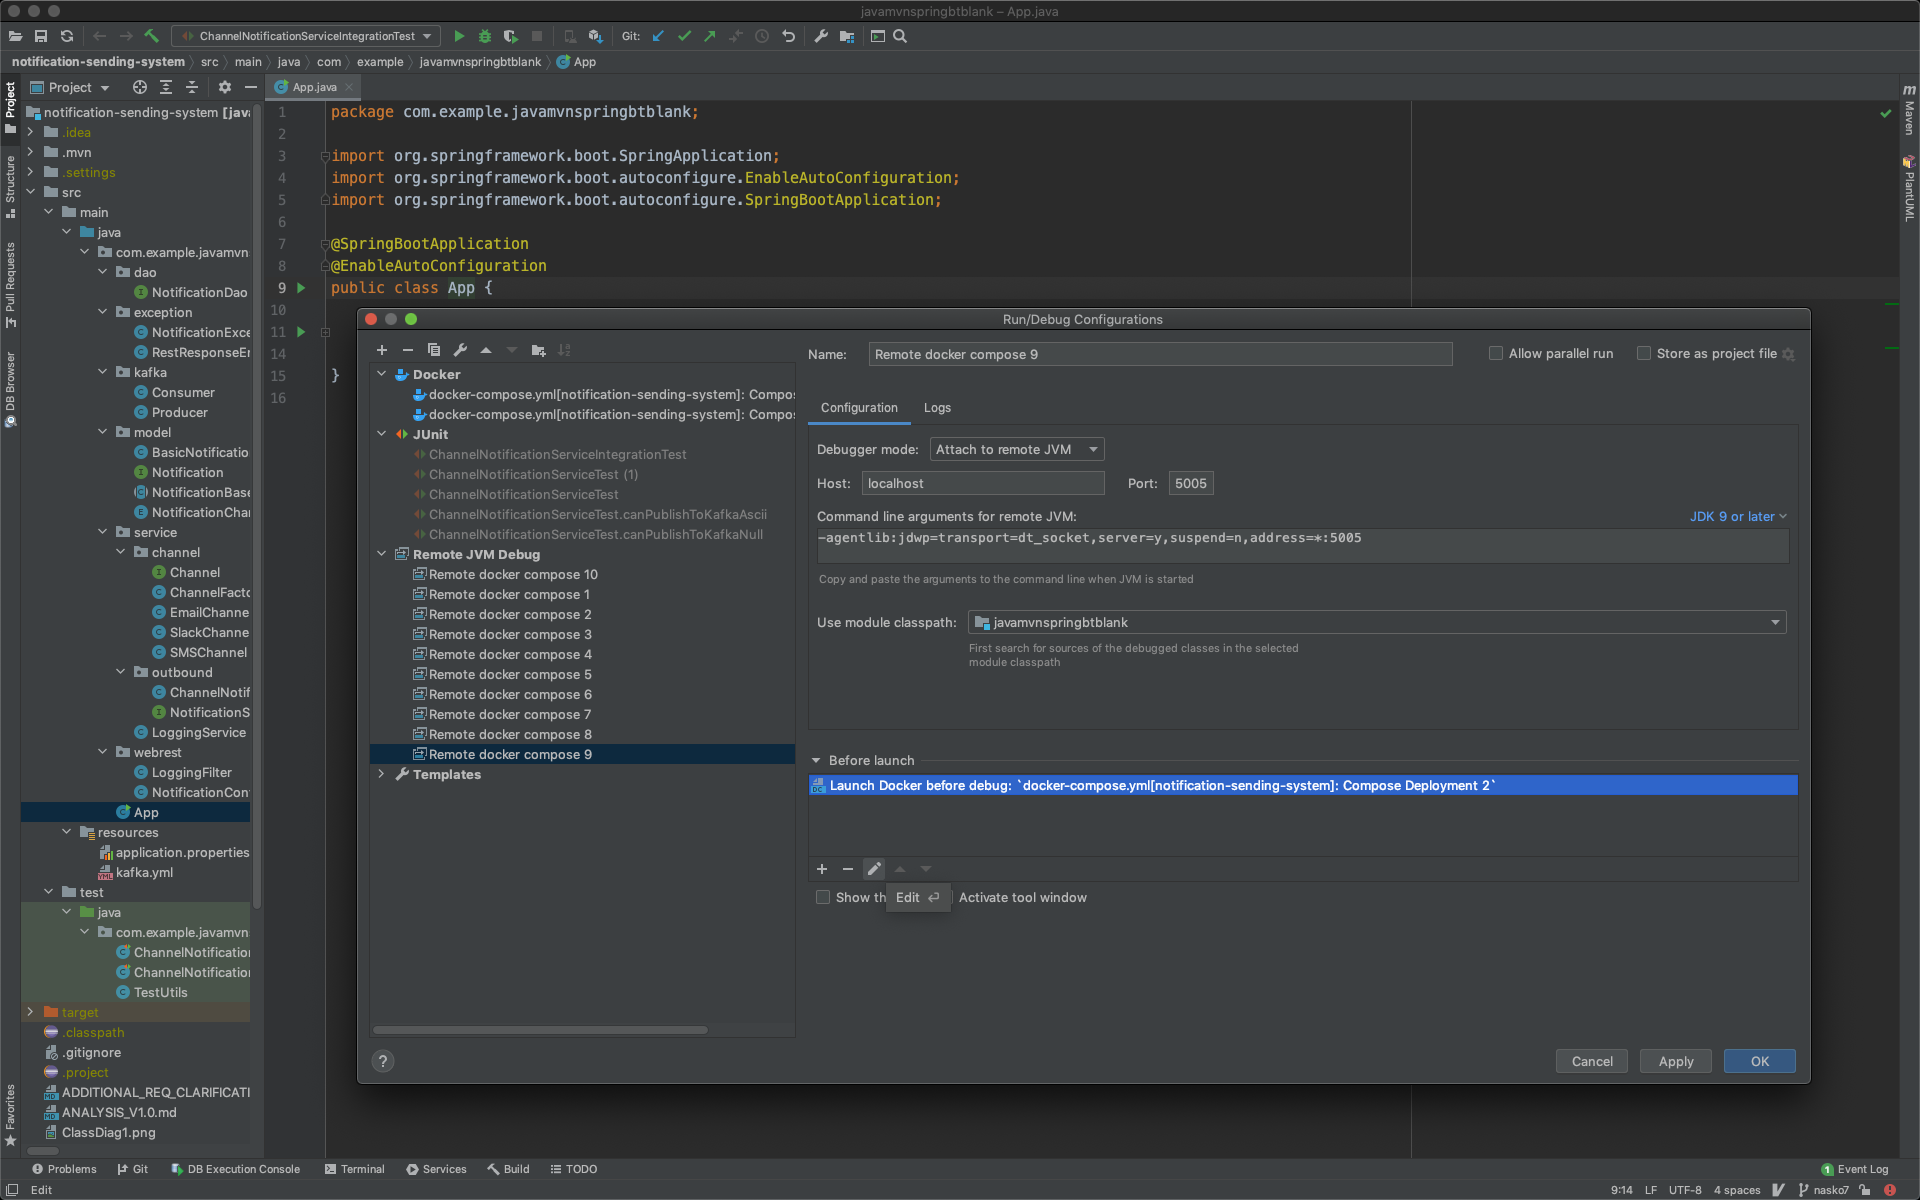 javamvnspringbtblank – App.java
ChannelNotificationServiceIntegrationTest
Git:
notification-sending-system src main java com example javamvnspringbtblank App
Project
App.java
Project
Structure
Pull Requests
DB Browser
Favorites
notification-sending-system [java
.idea
.mvn
.settings
src
main
java
com.example.javamvn
dao
NotificationDao
exception
NotificationExce
RestResponseEr
kafka
Consumer
Producer
model
BasicNotificatio
Notification
NotificationBase
NotificationChan
service
channel
Channel
ChannelFacto
EmailChanne
SlackChanne
SMSChannel
outbound
ChannelNotif
NotificationS
LoggingService
webrest
LoggingFilter
NotificationCon
App
resources
application.properties
kafka.yml
test
java
com.example.javamvn
ChannelNotification
ChannelNotification
TestUtils
target
.classpath
.gitignore
.project
ADDITIONAL_REQ_CLARIFICATI
ANALYSIS_V1.0.md
ClassDiag1.png
1 package com.example.javamvnspringbtblank;
2
3 import org.springframework.boot.SpringApplication;
4 import org.springframework.boot.autoconfigure.EnableAutoConfiguration;
5 import org.springframework.boot.autoconfigure.SpringBootApplication;
6
7 @SpringBootApplication
8 @EnableAutoConfiguration
9 public class App {
10
11
14
15 }
16
Maven
PlantUML
Run/Debug Configurations
Docker
docker-compose.yml[notification-sending-system]: Compos
docker-compose.yml[notification-sending-system]: Compos
JUnit
ChannelNotificationServiceIntegrationTest
ChannelNotificationServiceTest (1)
ChannelNotificationServiceTest
ChannelNotificationServiceTest.canPublishToKafkaAscii
ChannelNotificationServiceTest.canPublishToKafkaNull
Remote JVM Debug
Remote docker compose 10
Remote docker compose 1
Remote docker compose 2
Remote docker compose 3
Remote docker compose 4
Remote docker compose 5
Remote docker compose 6
Remote docker compose 7
Remote docker compose 8
Remote docker compose 9
Templates
Name: Remote docker compose 9
Allow parallel run
Store as project file
Configuration Logs
Debugger mode: Attach to remote JVM
Host: localhost Port: 5005
Command line arguments for remote JVM: JDK 9 or later
-agentlib:jdwp=transport=dt_socket,server=y,suspend=n,address=*:5005
Copy and paste the arguments to the command line when JVM is started
Use module classpath: javamvnspringbtblank
First search for sources of the debugged classes in the selected
module classpath
Before launch
Launch Docker before debug: `docker-compose.yml[notification-sending-system]: Compose Deployment 2`
Show th Edit Activate tool window
? Cancel Apply OK
Problems Git DB Execution Console Terminal Services Build TODO 1 Event Log
Edit 9:14 LF UTF-8 4 spaces nasko7